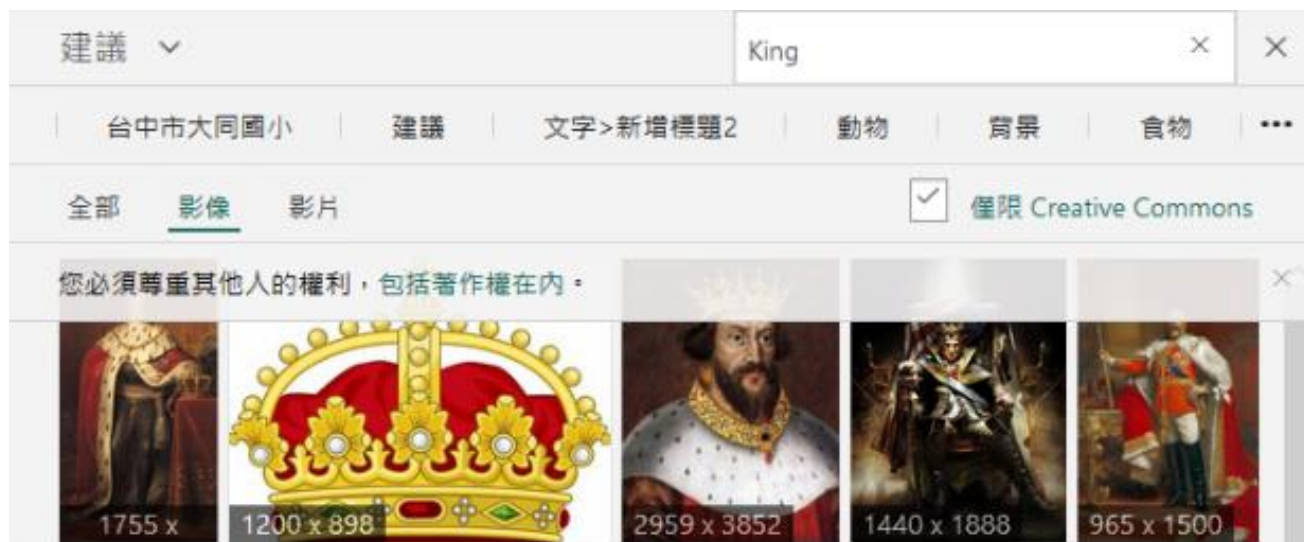 建議
King
台中市大同國小 建議 文字>新增標題2 動物 背景 食物 •••
全部 影像 影片 僅限 Creative Commons
您必須尊重其他人的權利，包括著作權在內。
1755 x 1200 x 898 2959 x 3852 1440 x 1888 965 x 1500